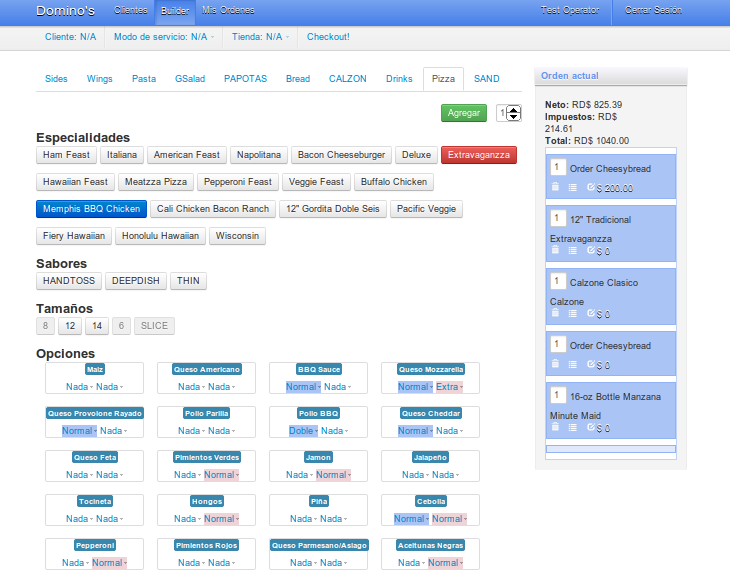 Domino's Clientes Builder Mis Ordenes Test Operator Cerrar Sesión
Cliente: N/A Modo de servicio: N/A Tienda: N/A Checkout!
Sides Wings Pasta GSalad PAPOTAS Bread CALZON Drinks Pizza SAND
Agregar 1
Especialidades
Ham Feast Italiana American Feast Napolitana Bacon Cheeseburger Deluxe Extravaganzza
Hawaiian Feast Meatzza Pizza Pepperoni Feast Veggie Feast Buffalo Chicken
Memphis BBQ Chicken Cali Chicken Bacon Ranch 12" Gordita Doble Seis Pacific Veggie
Fiery Hawaiian Honolulu Hawaiian Wisconsin
Sabores
HANDTOSS DEEPDISH THIN
Tamaños
8 12 14 6 SLICE
Opciones
Maiz Queso Americano BBQ Sauce Queso Mozzarella
Nada Nada Nada Nada Normal Nada Normal Extra
Queso Provolone Rayado Pollo Parilla Pollo BBQ Queso Cheddar
Normal Nada Nada Nada Doble Nada Normal Nada
Queso Feta Pimientos Verdes Jamon Jalapeño
Nada Nada Nada Normal Nada Normal Nada Nada
Tocineta Hongos Piña Cebolla
Nada Nada Nada Normal Nada Nada Normal Normal
Pepperoni Pimientos Rojos Queso Parmesano/Asiago Aceitunas Negras
Nada Normal Nada Nada Nada Nada Nada Normal
Orden actual
Neto: RD$ 825.39
Impuestos: RD$
214.61
Total: RD$ 1040.00
1 Order Cheesybread
$ 200.00
1 12" Tradicional
Extravaganzza
$ 0
1 Calzone Clasico
Calzone
$ 0
1 Order Cheesybread
$ 0
1 16-oz Bottle Manzana
Minute Maid
$ 0